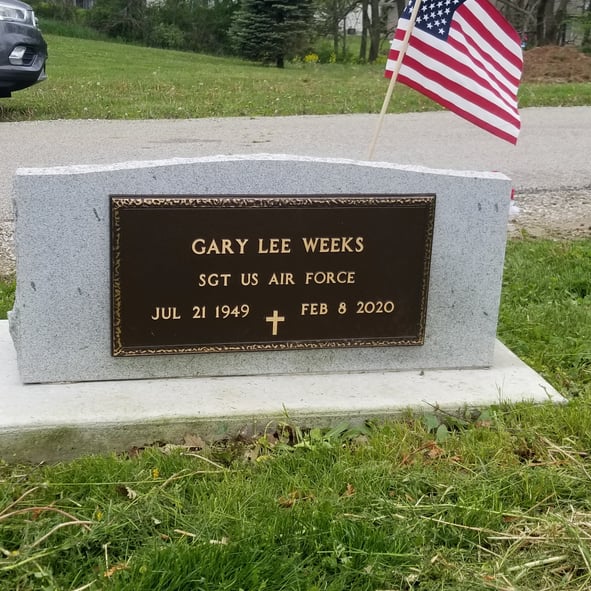 GARY LEE WEEKS
SGT US AIR FORCE
JUL 21 1949 FEB 8 2020